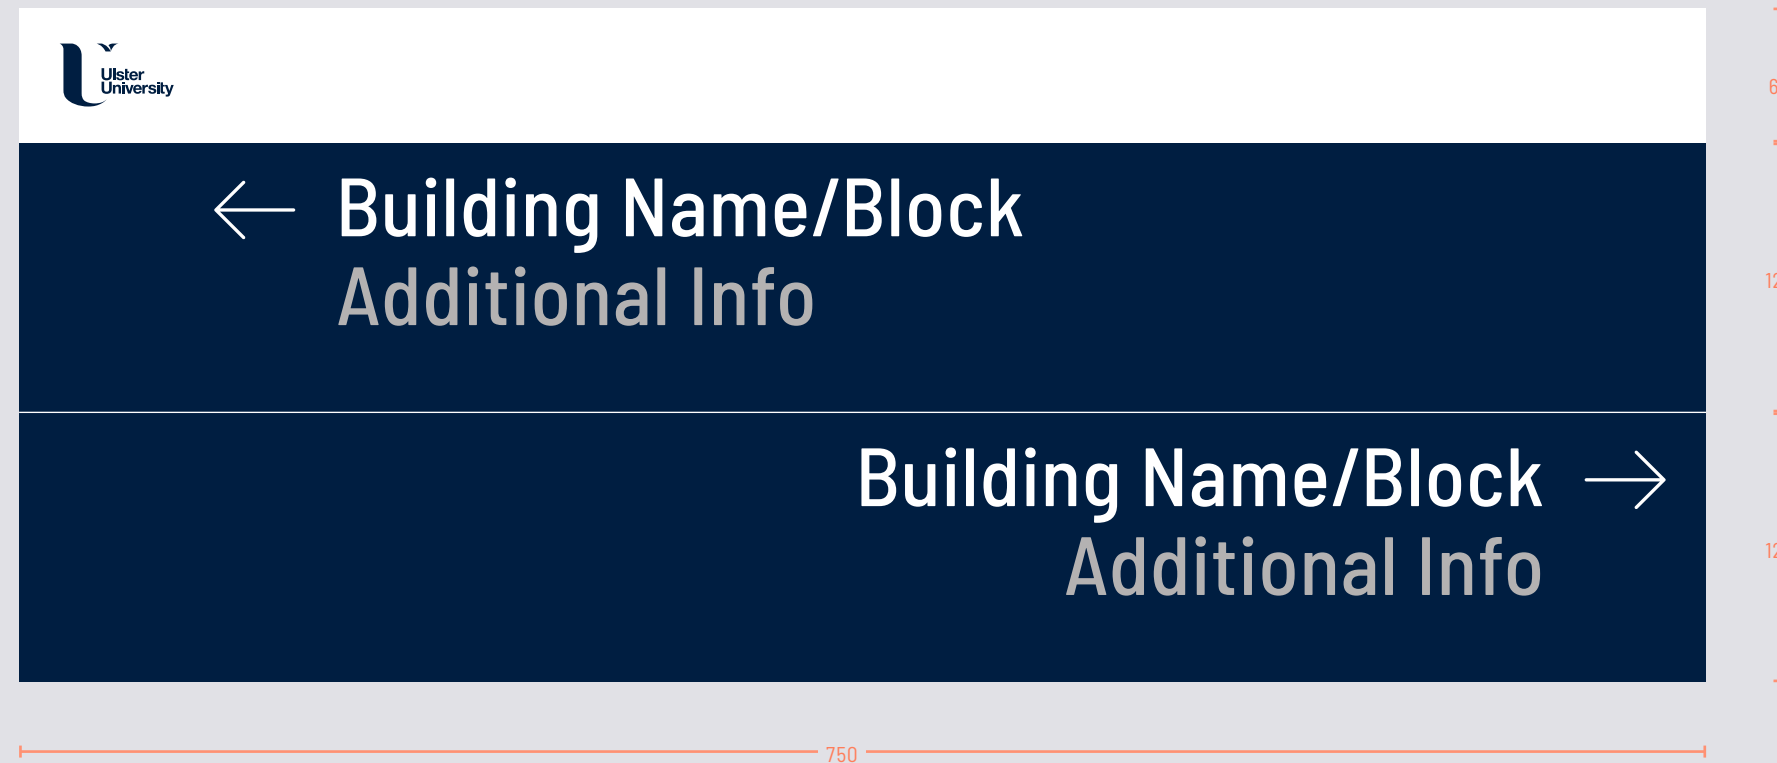 Ulster
University
← Building Name/Block
Additional Info
Building Name/Block →
Additional Info
750